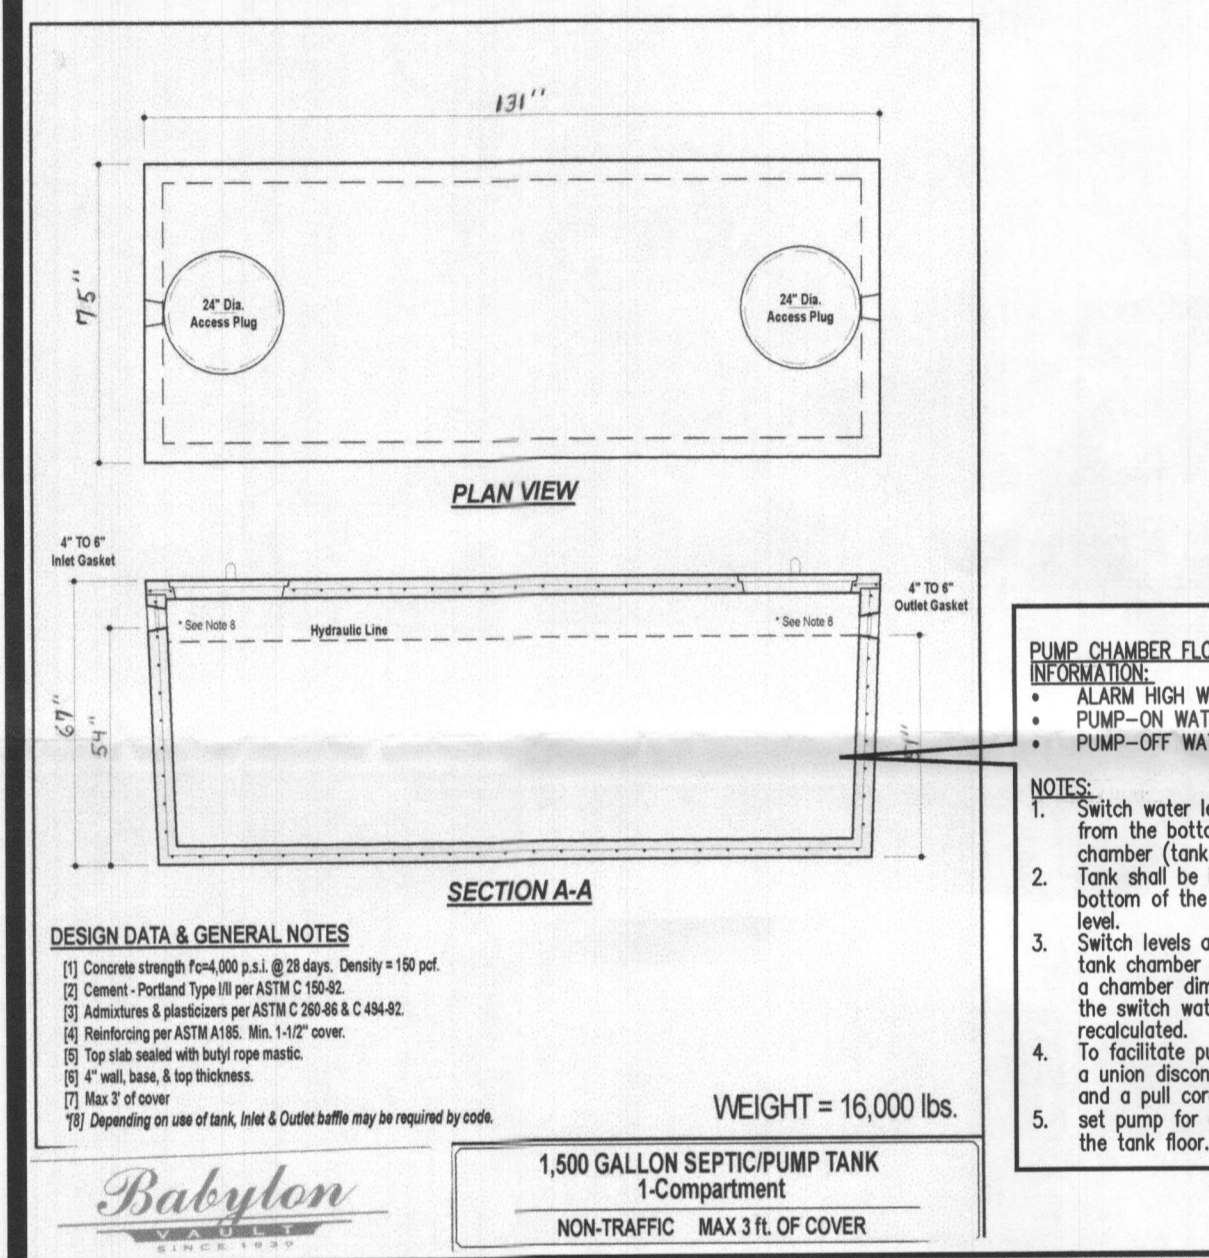 131"
75"
24" Dia.
Access Plug
24" Dia.
Access Plug
PLAN VIEW
4" TO 6"
Inlet Gasket
4" TO 6"
Outlet Gasket
* See Note 8
Hydraulic Line
* See Note 8
67"
54"
SECTION A-A
DESIGN DATA & GENERAL NOTES
[1] Concrete strength f'c=4,000 p.s.i. @ 28 days. Density = 150 pcf.
[2] Cement - Portland Type I/II per ASTM C 150-92.
[3] Admixtures & plasticizers per ASTM C 260-86 & C 494-92.
[4] Reinforcing per ASTM A185. Min. 1-1/2" cover.
[5] Top slab sealed with butyl rope mastic.
[6] 4" wall, base, & top thickness.
[7] Max 3' of cover
*[8] Depending on use of tank, Inlet & Outlet baffle may be required by code.
WEIGHT = 16,000 lbs.
Babylon
VAULT
SINCE 1939
1,500 GALLON SEPTIC/PUMP TANK
1-Compartment
NON-TRAFFIC MAX 3 ft. OF COVER
PUMP CHAMBER FLO
INFORMATION:
• ALARM HIGH W
• PUMP-ON WAT
• PUMP-OFF WAT
NOTES:
1. Switch water le
from the botto
chamber (tank
2. Tank shall be
bottom of the
level.
3. Switch levels a
tank chamber
a chamber dim
the switch wat
recalculated.
4. To facilitate pu
a union discon
and a pull cor
5. set pump for
the tank floor.